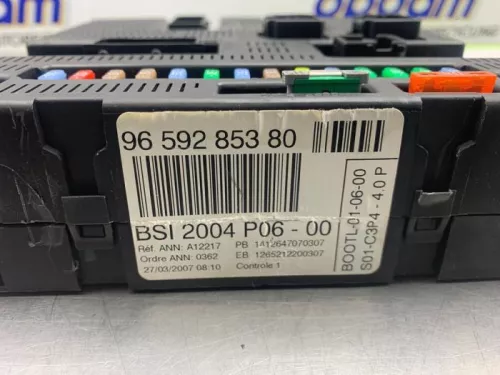 96 592 853 80
BSI 2004 P06 - 00
Réf. ANN: A12217 PB 1412647070307
Ordre ANN: 0362 EB 1265212200307
27/03/2007 08:10 Contrôle 1
BOOTL-01-06-00
S01-C3P4 - 4.0 P